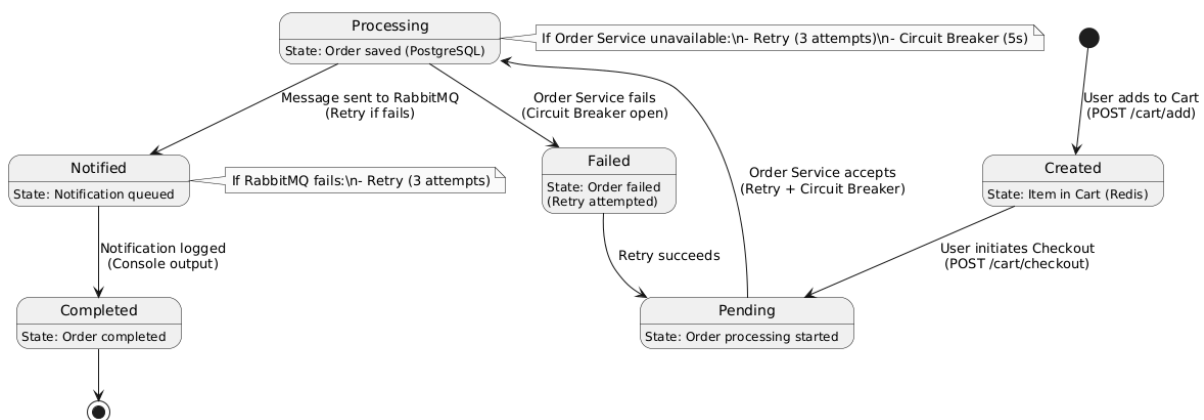 Processing
State: Order saved (PostgreSQL)
If Order Service unavailable:\n- Retry (3 attempts)\n- Circuit Breaker (5s)
Message sent to RabbitMQ
(Retry if fails)
Order Service fails
(Circuit Breaker open)
User adds to Cart
(POST /cart/add)
Notified
State: Notification queued
If RabbitMQ fails:\n- Retry (3 attempts)
Failed
State: Order failed
(Retry attempted)
Order Service accepts
(Retry + Circuit Breaker)
Created
State: Item in Cart (Redis)
Notification logged
(Console output)
Retry succeeds
User initiates Checkout
(POST /cart/checkout)
Completed
State: Order completed
Pending
State: Order processing started